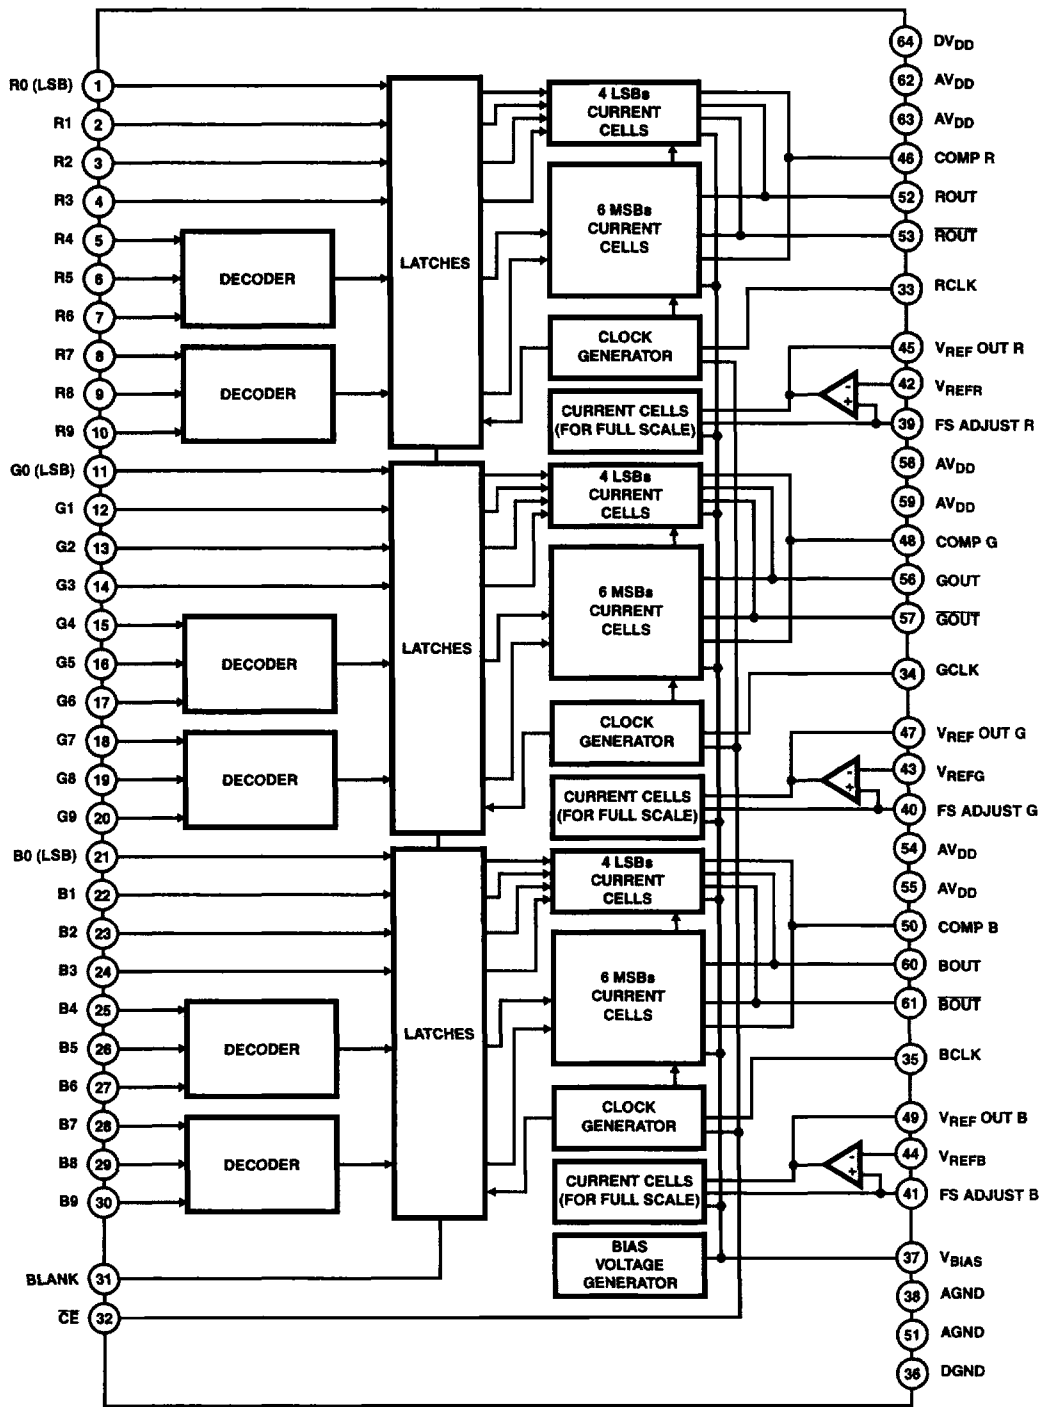 R0 (LSB) 1
R1 2
R2 3
R3 4
R4 5
R5 6
R6 7
R7 8
R8 9
R9 10
G0 (LSB) 11
G1 12
G2 13
G3 14
G4 15
G5 16
G6 17
G7 18
G8 19
G9 20
B0 (LSB) 21
B1 22
B2 23
B3 24
B4 25
B5 26
B6 27
B7 28
B8 29
B9 30
BLANK 31
C̅E̅ 32
DECODER
DECODER
DECODER
DECODER
DECODER
DECODER
LATCHES
LATCHES
LATCHES
4 LSBs
CURRENT
CELLS
6 MSBs
CURRENT
CELLS
CLOCK
GENERATOR
CURRENT CELLS
(FOR FULL SCALE)
4 LSBs
CURRENT
CELLS
6 MSBs
CURRENT
CELLS
CLOCK
GENERATOR
CURRENT CELLS
(FOR FULL SCALE)
4 LSBs
CURRENT
CELLS
6 MSBs
CURRENT
CELLS
CLOCK
GENERATOR
CURRENT CELLS
(FOR FULL SCALE)
BIAS
VOLTAGE
GENERATOR
- +
- +
- +
64 DVDD
62 AVDD
63 AVDD
46 COMP R
52 ROUT
53 R̅O̅U̅T̅
33 RCLK
45 VREF OUT R
42 VREFR
39 FS ADJUST R
58 AVDD
59 AVDD
48 COMP G
56 GOUT
57 G̅O̅U̅T̅
34 GCLK
47 VREF OUT G
43 VREFG
40 FS ADJUST G
54 AVDD
55 AVDD
50 COMP B
60 BOUT
61 B̅O̅U̅T̅
35 BCLK
49 VREF OUT B
44 VREFB
41 FS ADJUST B
37 VBIAS
38 AGND
51 AGND
36 DGND